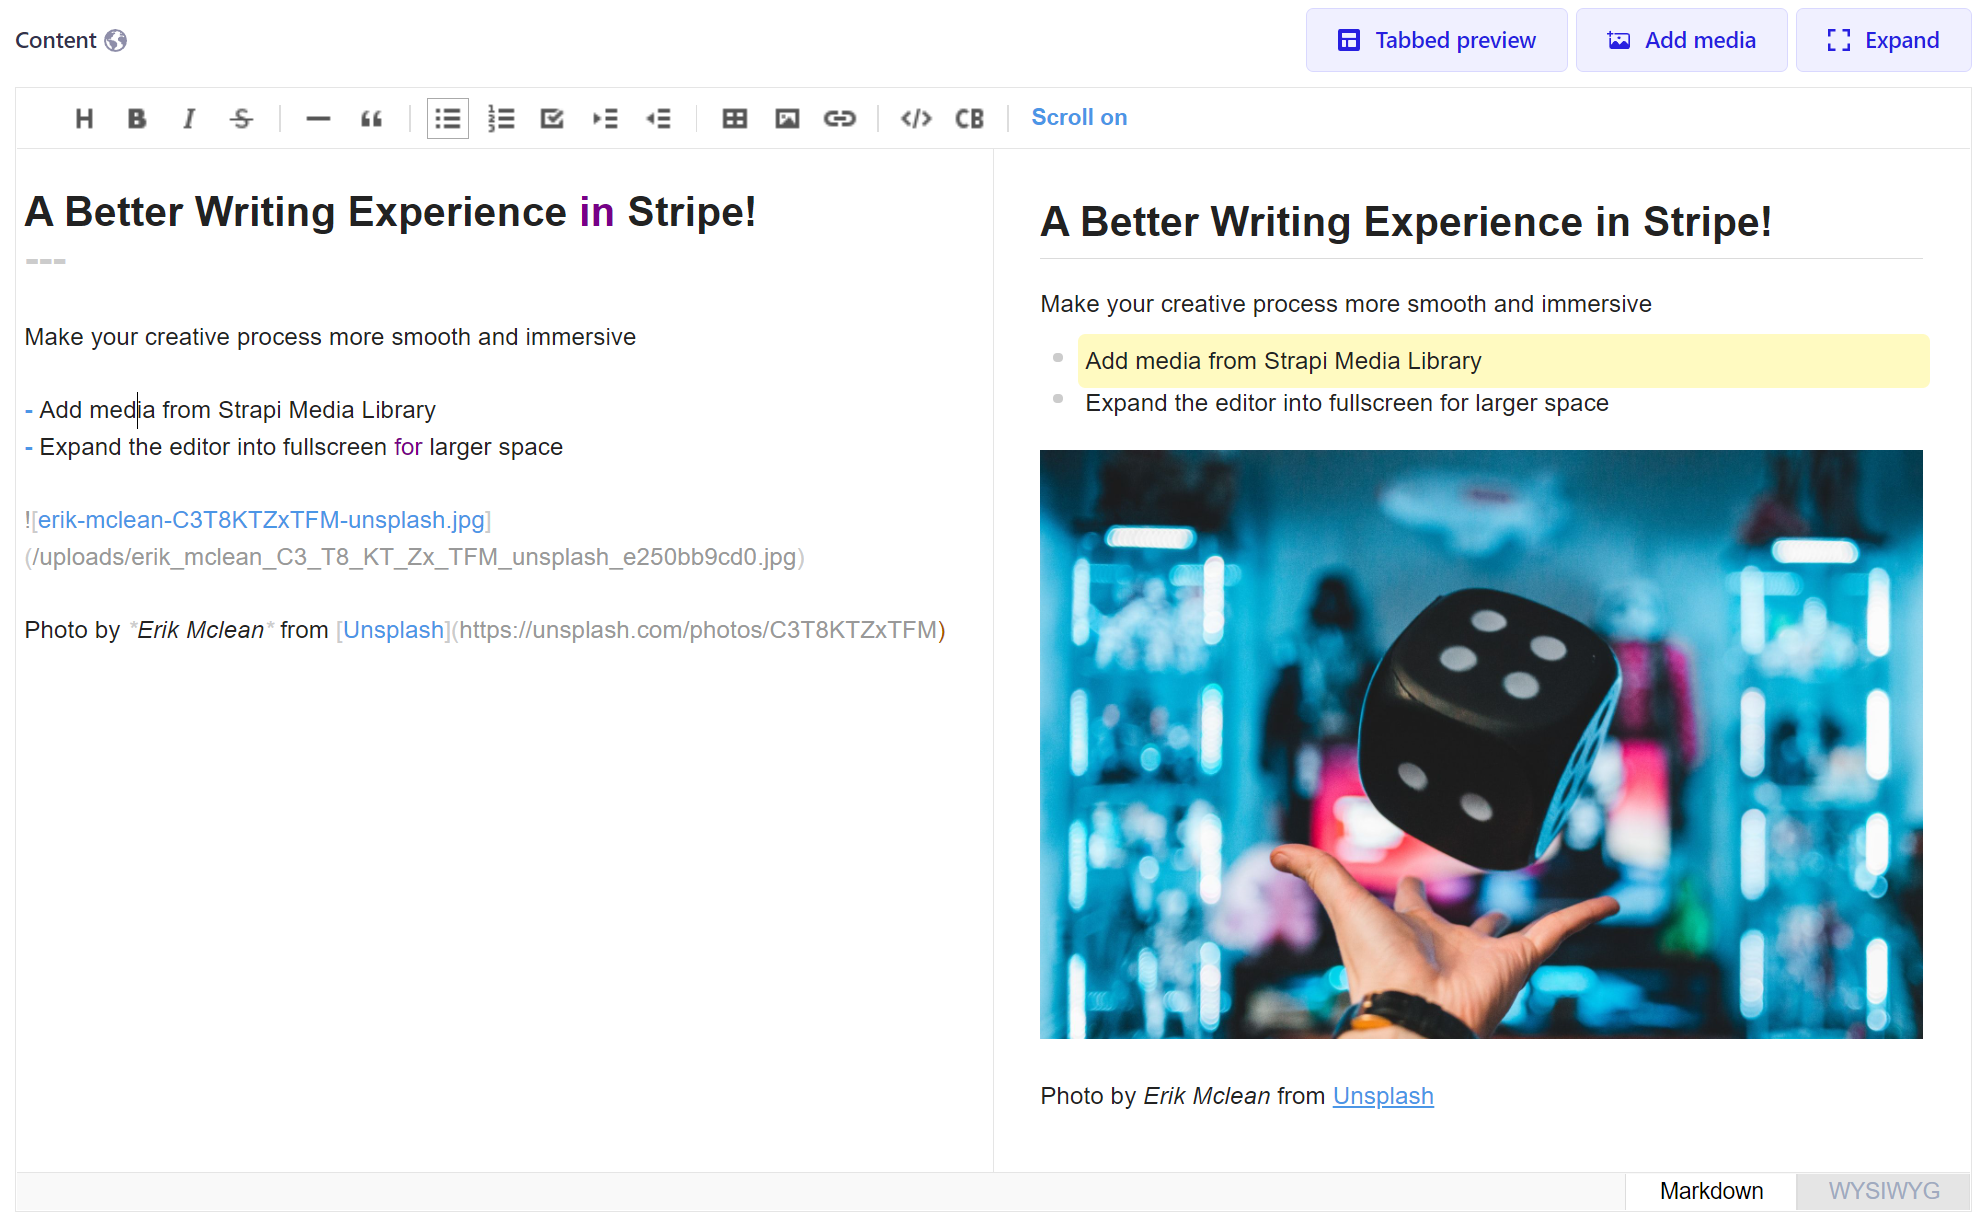 Content
Tabbed preview
Add media
Expand
H B I S CB Scroll on
A Better Writing Experience in Stripe!
---
Make your creative process more smooth and immersive
- Add media from Strapi Media Library
- Expand the editor into fullscreen for larger space
![erik-mclean-C3T8KTZxTFM-unsplash.jpg]
(/uploads/erik_mclean_C3_T8_KT_Zx_TFM_unsplash_e250bb9cd0.jpg)
Photo by *Erik Mclean* from [Unsplash](https://unsplash.com/photos/C3T8KTZxTFM)
A Better Writing Experience in Stripe!
Make your creative process more smooth and immersive
Add media from Strapi Media Library
Expand the editor into fullscreen for larger space
Photo by Erik Mclean from Unsplash
Markdown
WYSIWYG